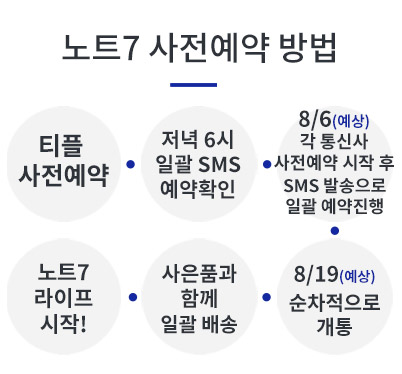 노트7 사전예약 방법
티플
사전예약
저녁 6시
일괄 SMS
예약확인
8/6(예상)
각 통신사
사전예약 시작 후
SMS 발송으로
일괄 예약진행
노트7
라이프
시작!
사은품과
함께
일괄 배송
8/19(예상)
순차적으로
개통